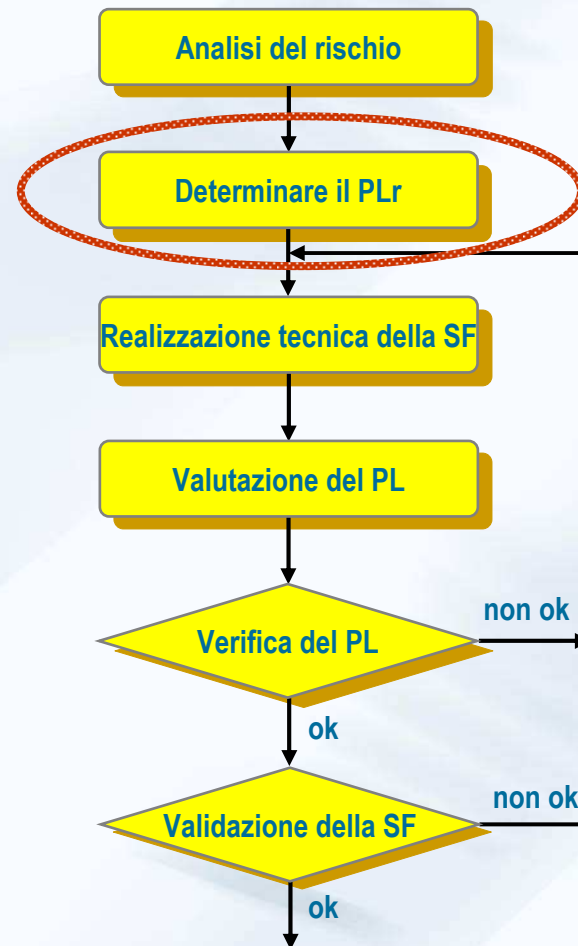 Analisi del rischio
Determinare il PLr
Realizzazione tecnica della SF
Valutazione del PL
Verifica del PL
non ok
ok
Validazione della SF
non ok
ok